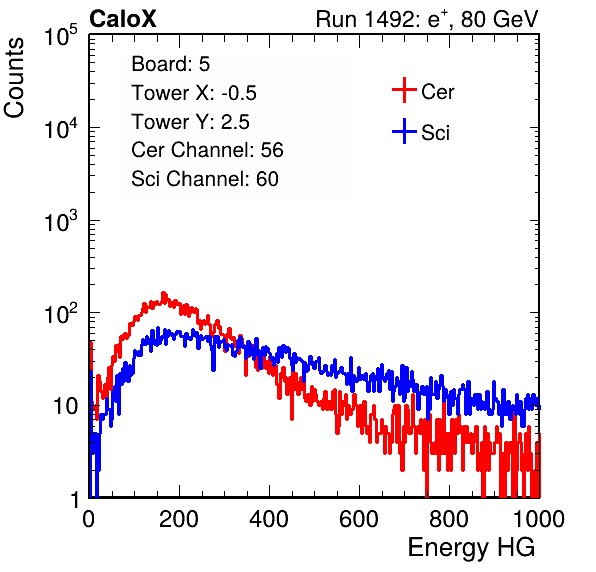 CaloX Run 1492: e+, 80 GeV
Counts
Board: 5
Tower X: -0.5
Tower Y: 2.5
Cer Channel: 56
Sci Channel: 60
Cer
Sci
10^5
10^4
10^3
10^2
10
1
0 200 400 600 800 1000
Energy HG